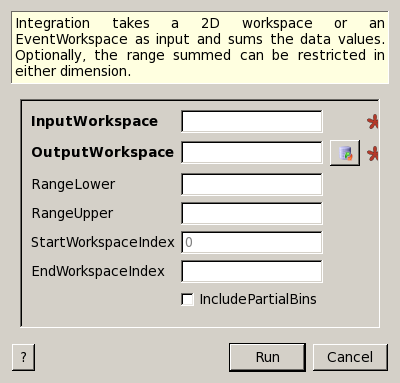 Integration takes a 2D workspace or an
EventWorkspace as input and sums the data values.
Optionally, the range summed can be restricted in
either dimension.
InputWorkspace
OutputWorkspace
RangeLower
RangeUpper
StartWorkspaceIndex 0
EndWorkspaceIndex
IncludePartialBins
? Run Cancel